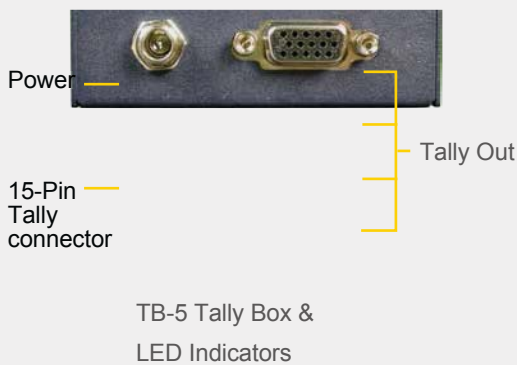 Power
Tally Out
15-Pin
Tally
connector
TB-5 Tally Box &
LED Indicators